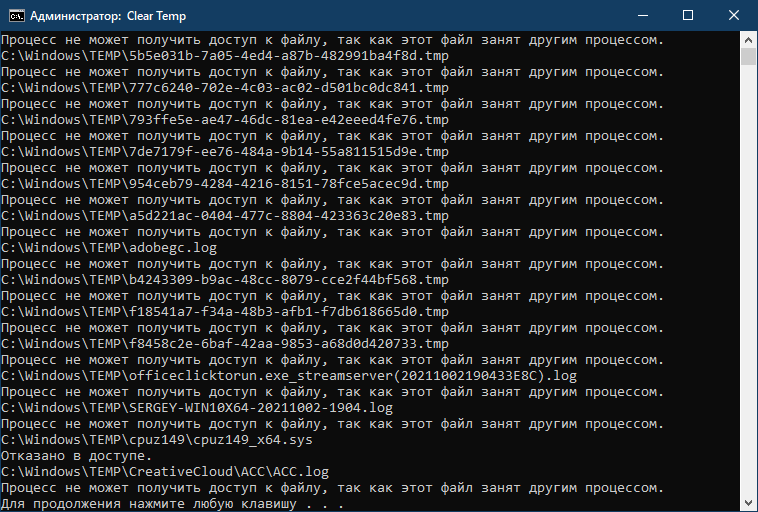 Администратор: Clear Temp
Процесс не может получить доступ к файлу, так как этот файл занят другим процессом.
C:\Windows\TEMP\5b5e031b-7a05-4ed4-a87b-482991ba4f8d.tmp
Процесс не может получить доступ к файлу, так как этот файл занят другим процессом.
C:\Windows\TEMP\777c6240-702e-4c03-ac02-d501bc0dc841.tmp
Процесс не может получить доступ к файлу, так как этот файл занят другим процессом.
C:\Windows\TEMP\793ffe5e-ae47-46dc-81ea-e42eeed4fe76.tmp
Процесс не может получить доступ к файлу, так как этот файл занят другим процессом.
C:\Windows\TEMP\7de7179f-ee76-484a-9b14-55a811515d9e.tmp
Процесс не может получить доступ к файлу, так как этот файл занят другим процессом.
C:\Windows\TEMP\954ceb79-4284-4216-8151-78fce5acec9d.tmp
Процесс не может получить доступ к файлу, так как этот файл занят другим процессом.
C:\Windows\TEMP\a5d221ac-0404-477c-8804-423363c20e83.tmp
Процесс не может получить доступ к файлу, так как этот файл занят другим процессом.
C:\Windows\TEMP\adobegc.log
Процесс не может получить доступ к файлу, так как этот файл занят другим процессом.
C:\Windows\TEMP\b4243309-b9ac-48cc-8079-cce2f44bf568.tmp
Процесс не может получить доступ к файлу, так как этот файл занят другим процессом.
C:\Windows\TEMP\f18541a7-f34a-48b3-afb1-f7db618665d0.tmp
Процесс не может получить доступ к файлу, так как этот файл занят другим процессом.
C:\Windows\TEMP\f8458c2e-6baf-42aa-9853-a68d0d420733.tmp
Процесс не может получить доступ к файлу, так как этот файл занят другим процессом.
C:\Windows\TEMP\officeclicktorun.exe_streamserver(20211002190433E8C).log
Процесс не может получить доступ к файлу, так как этот файл занят другим процессом.
C:\Windows\TEMP\SERGEY-WIN10X64-20211002-1904.log
Процесс не может получить доступ к файлу, так как этот файл занят другим процессом.
C:\Windows\TEMP\cpuz149\cpuz149_x64.sys
Отказано в доступе.
C:\Windows\TEMP\CreativeCloud\ACC\ACC.log
Процесс не может получить доступ к файлу, так как этот файл занят другим процессом.
Для продолжения нажмите любую клавишу . . .